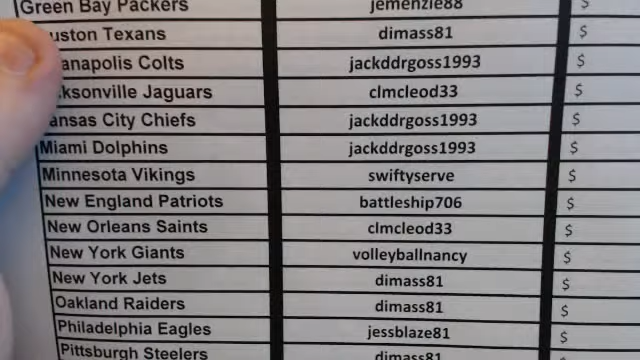 Green Bay Packers jemenzie88 $
uston Texans dimass81 $
anapolis Colts jackddrgoss1993 $
ksonville Jaguars clmcleod33 $
ansas City Chiefs jackddrgoss1993 $
Miami Dolphins jackddrgoss1993 $
Minnesota Vikings swiftyserve $
New England Patriots battleship706 $
New Orleans Saints clmcleod33 $
New York Giants volleyballnancy $
New York Jets dimass81 $
Oakland Raiders dimass81 $
Philadelphia Eagles jessblaze81 $
Pittsburgh Steelers dimass81